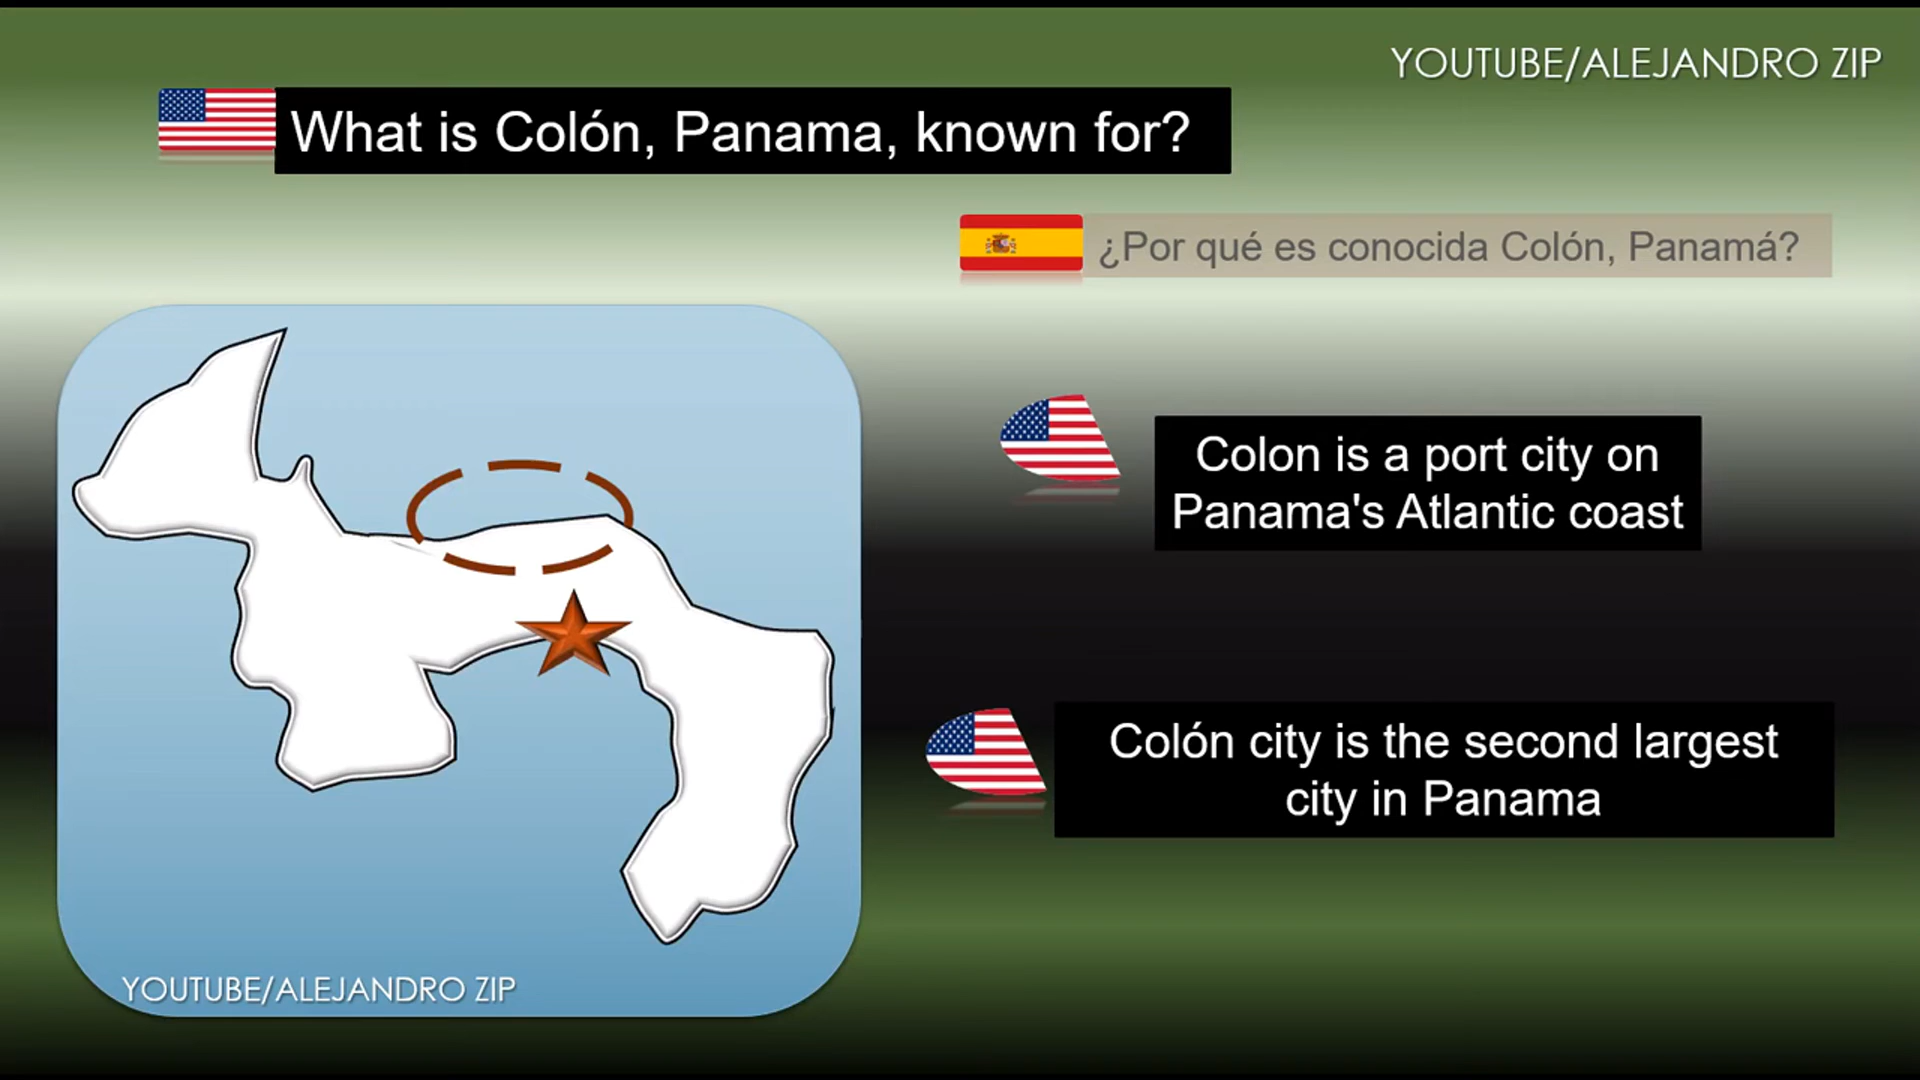 YOUTUBE/ALEJANDRO ZIP
What is Colón, Panama, known for?
¿Por qué es conocida Colón, Panamá?
Colon is a port city on
Panama's Atlantic coast
Colón city is the second largest
city in Panama
YOUTUBE/ALEJANDRO ZIP